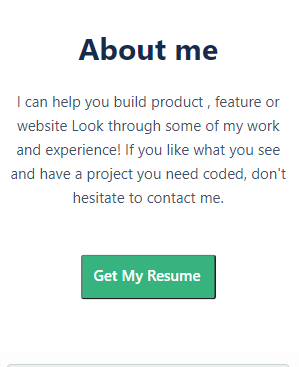 About me
I can help you build product , feature or
website Look through some of my work
and experience! If you like what you see
and have a project you need coded, don't
hesitate to contact me.
Get My Resume